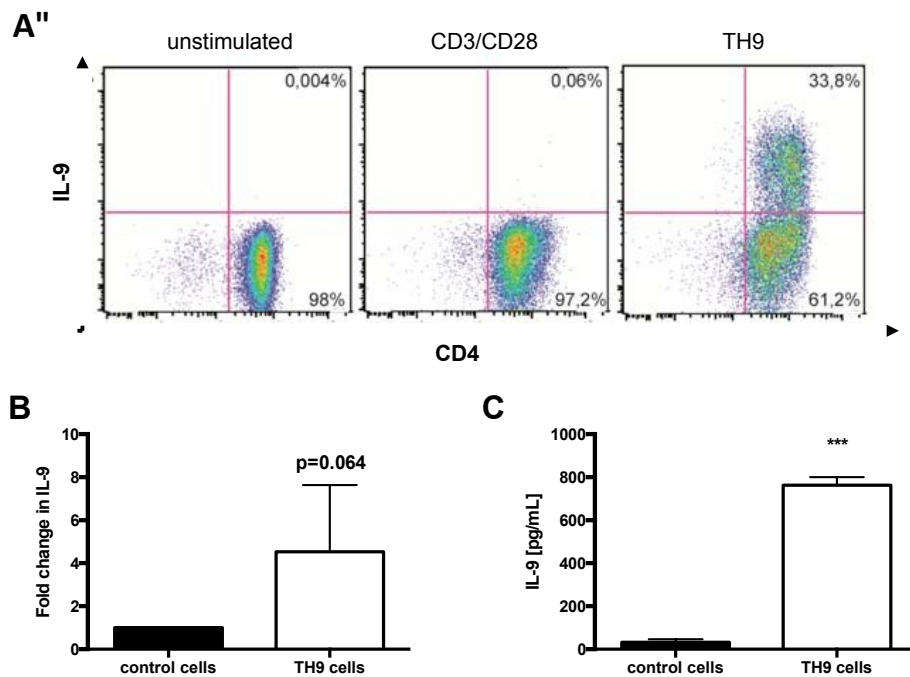 A"
unstimulated CD3/CD28 TH9
0,004% 0,06% 33,8%
IL-9
98% 97,2% 61,2%
CD4
B
10
8
6
4
2
0
Fold change in IL-9
p=0.064
control cells TH9 cells
C
1000
800
600
400
200
0
IL-9 [pg/mL]
***
control cells TH9 cells